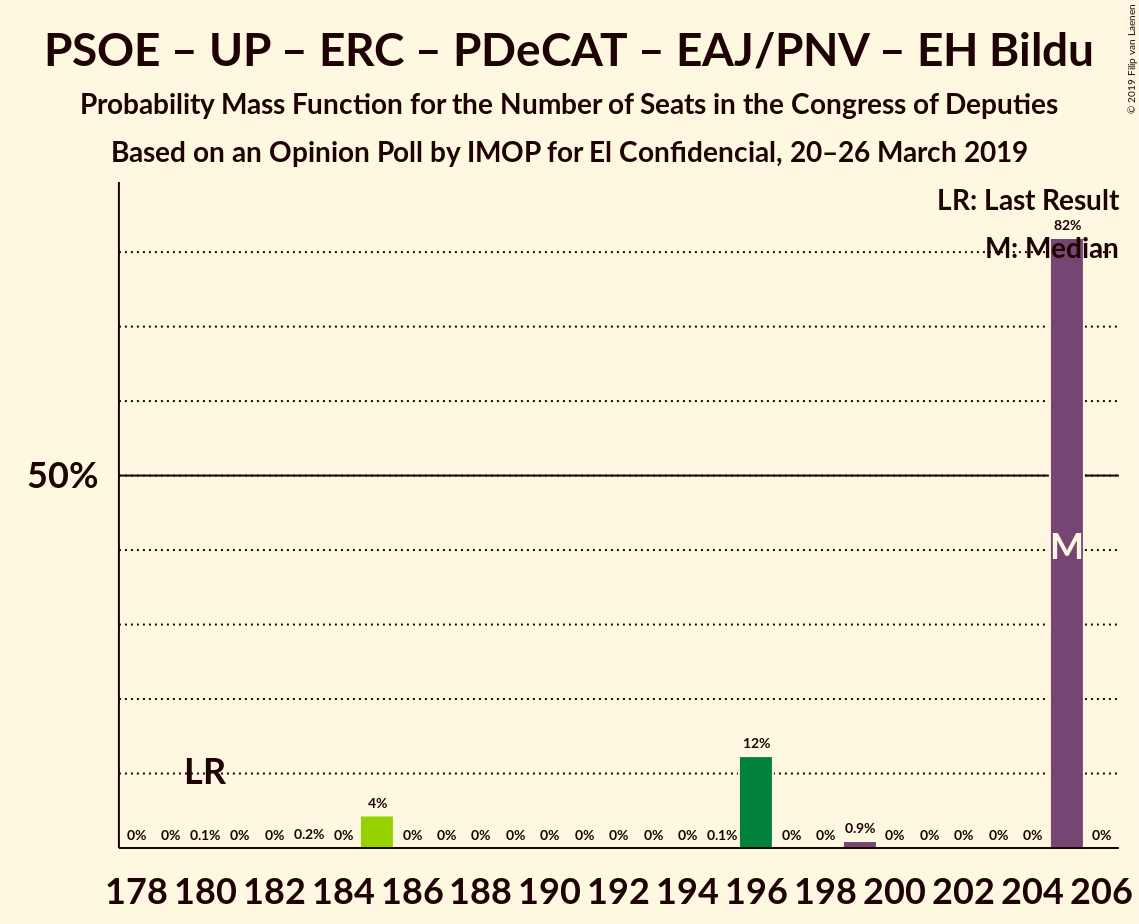 PSOE – UP – ERC – PDeCAT – EAJ/PNV – EH Bildu
Probability Mass Function for the Number of Seats in the Congress of Deputies
Based on an Opinion Poll by IMOP for El Confidencial, 20–26 March 2019
© 2019 Filip van Laenen
LR: Last Result
M: Median
82%
50%
M
LR
12%
4%
0% 0% 0.1% 0% 0% 0.2% 0% 0% 0% 0% 0% 0% 0% 0% 0% 0.1% 0% 0% 0.9% 0% 0% 0% 0% 0% 0%
178 180 182 184 186 188 190 192 194 196 198 200 202 204 206